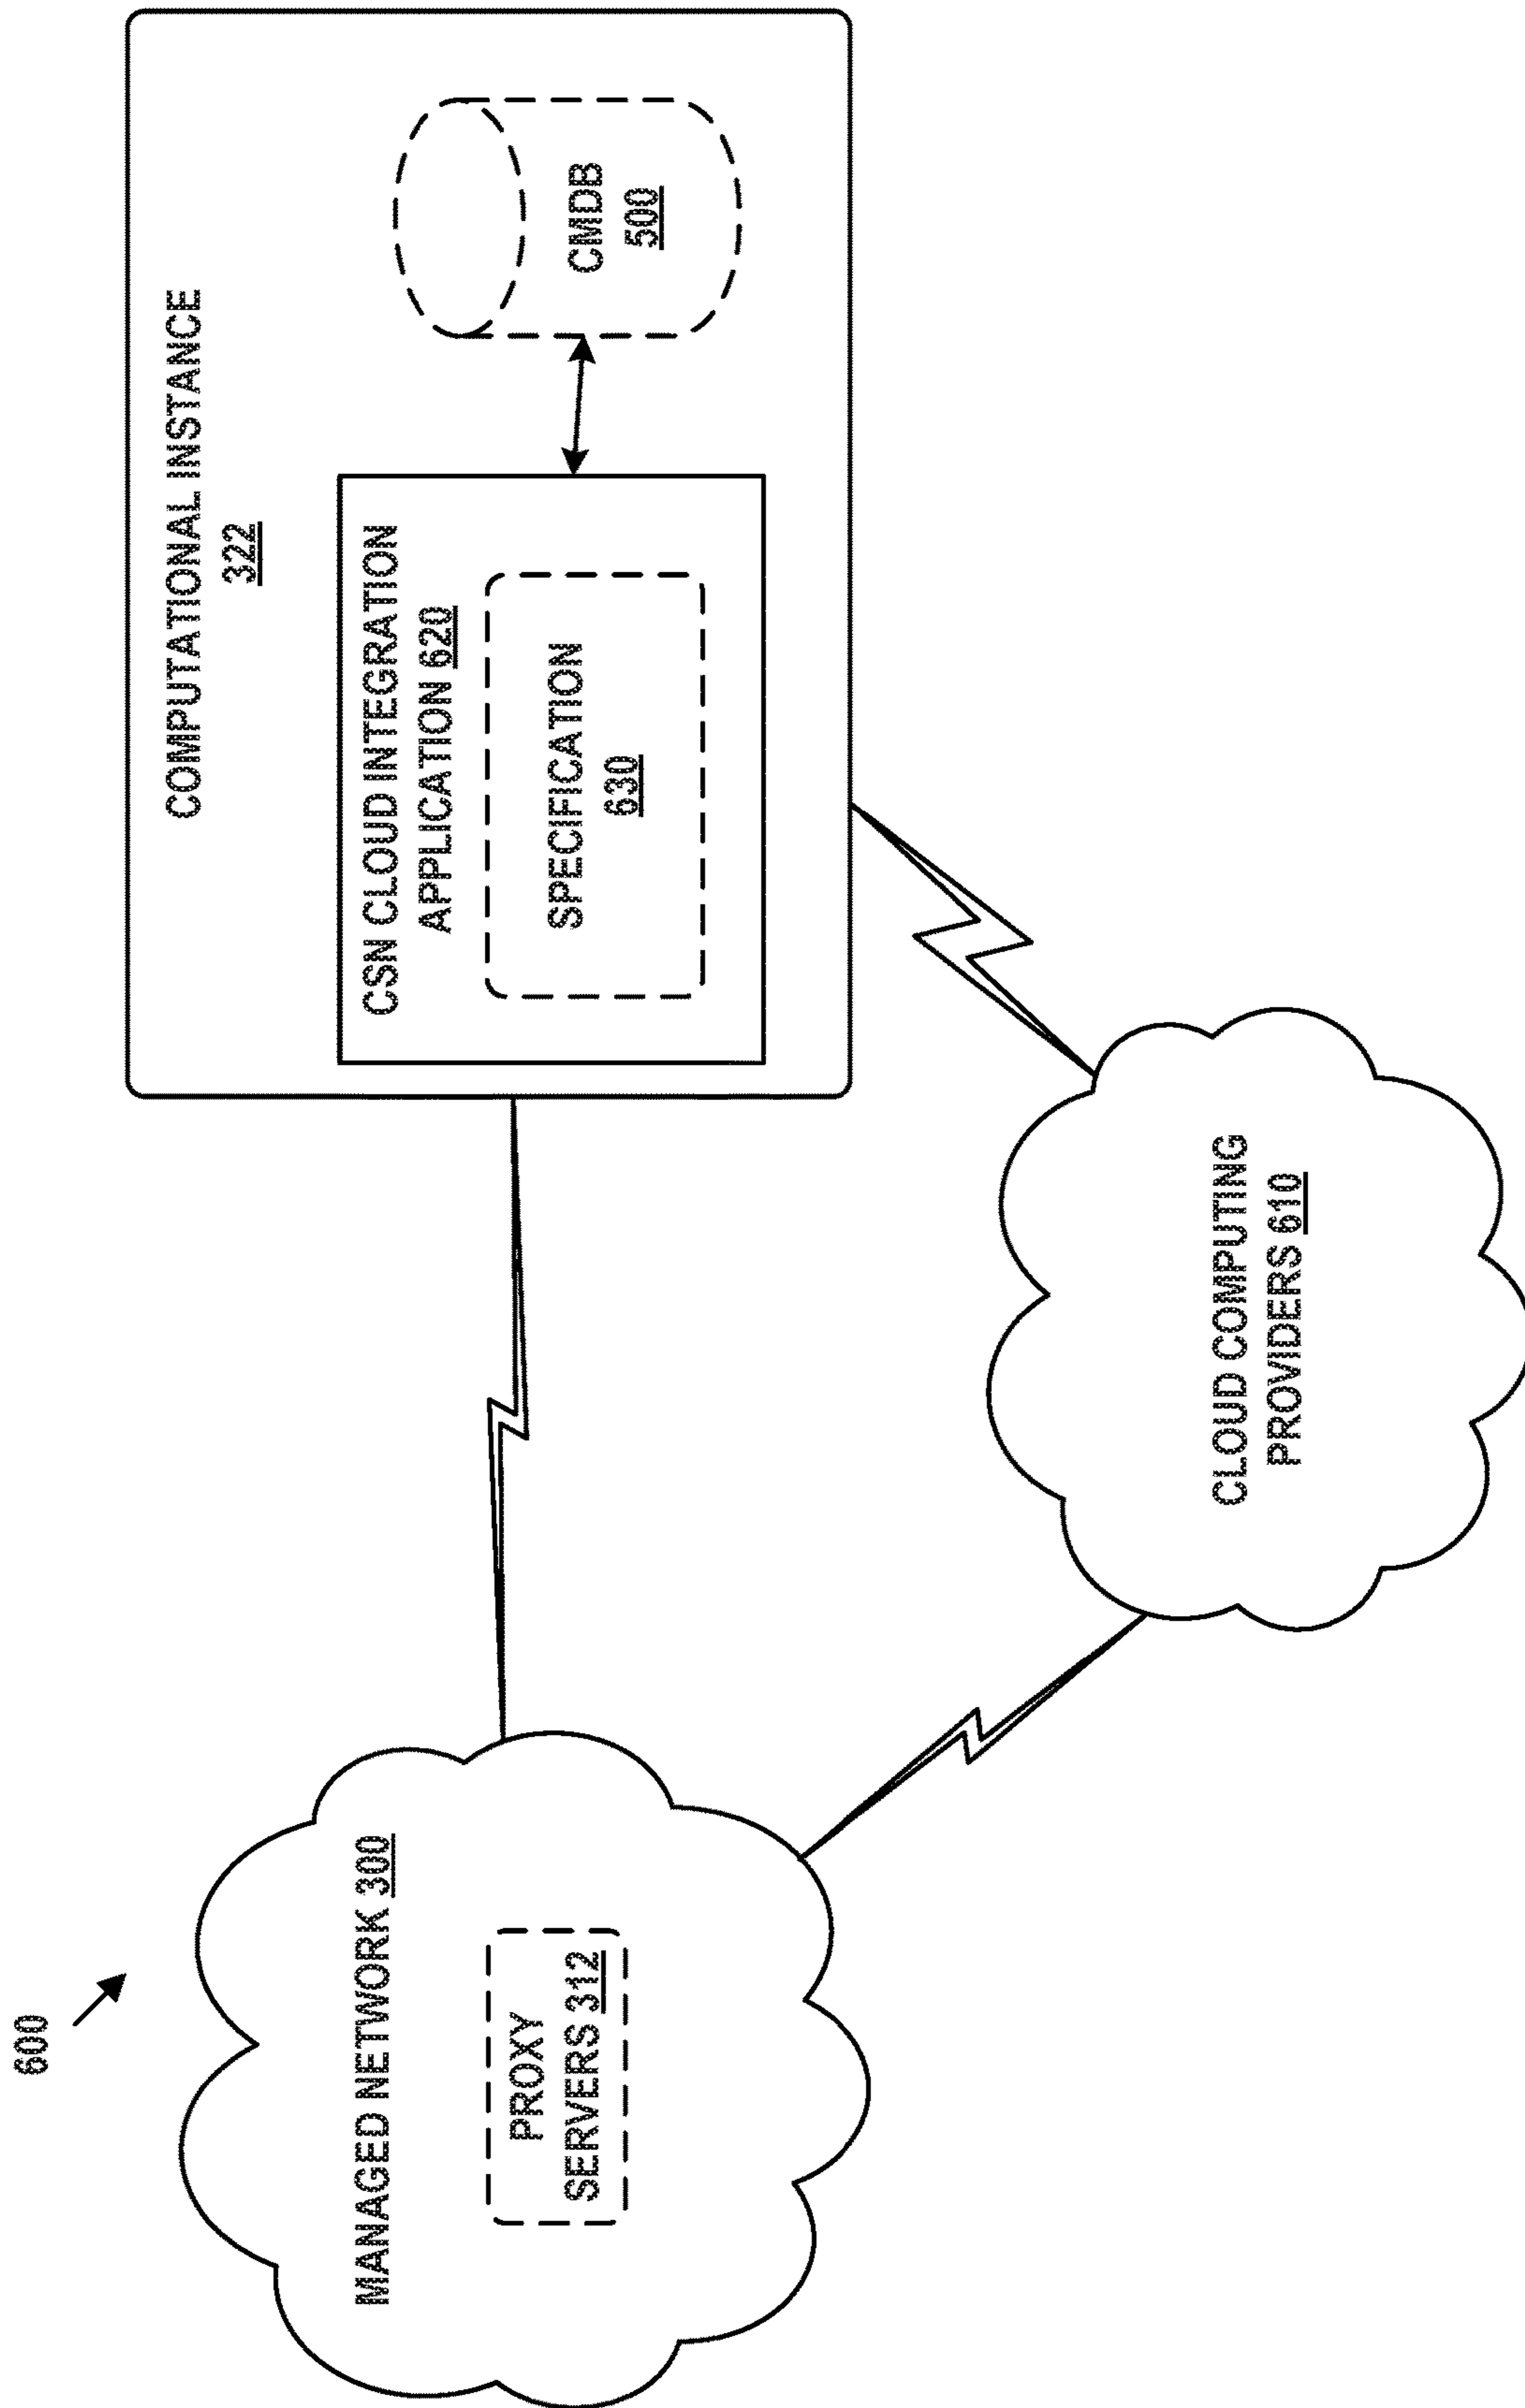 600
MANAGED NETWORK 300
PROXY
SERVERS 312
COMPUTATIONAL INSTANCE
322
CSN CLOUD INTEGRATION
APPLICATION 620
SPECIFICATION
630
CMDB
500
CLOUD COMPUTING
PROVIDERS 610